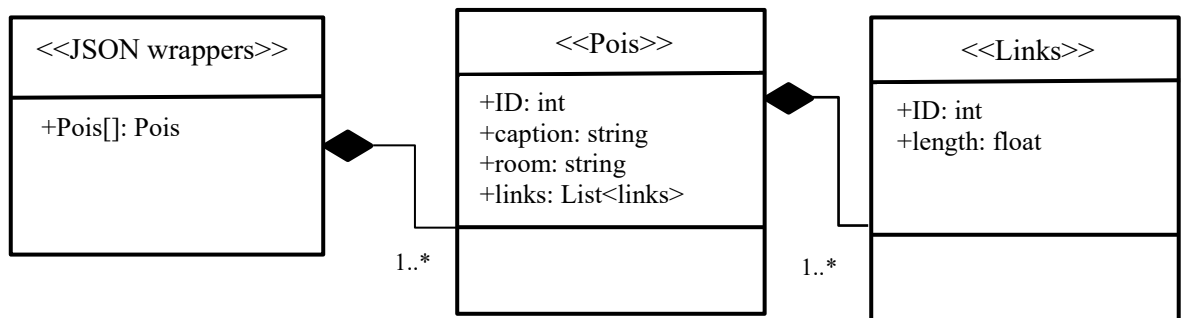 <<JSON wrappers>>
+Pois[]: Pois
1..*
<<Pois>>
+ID: int
+caption: string
+room: string
+links: List<links>
1..*
<<Links>>
+ID: int
+length: float